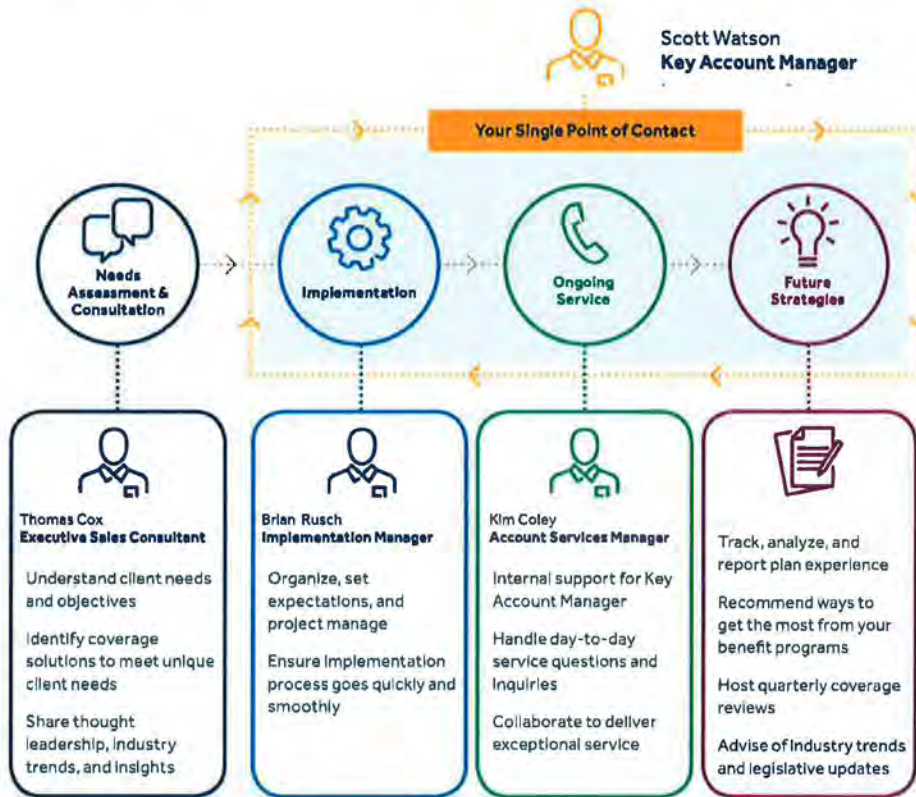 Scott Watson
Key Account Manager
Your Single Point of Contact
Needs
Assessment &
Consultation
Implementation
Ongoing
Service
Future
Strategies
Thomas Cox
Executive Sales Consultant
Understand client needs
and objectives
Identify coverage
solutions to meet unique
client needs
Share thought
leadership, industry
trends, and insights
Brian Rusch
Implementation Manager
Organize, set
expectations, and
project manage
Ensure implementation
process goes quickly and
smoothly
Kim Coley
Account Services Manager
Internal support for Key
Account Manager
Handle day-to-day
service questions and
inquiries
Collaborate to deliver
exceptional service
Track, analyze, and
report plan experience
Recommend ways to
get the most from your
benefit programs
Host quarterly coverage
reviews
Advise of industry trends
and legislative updates